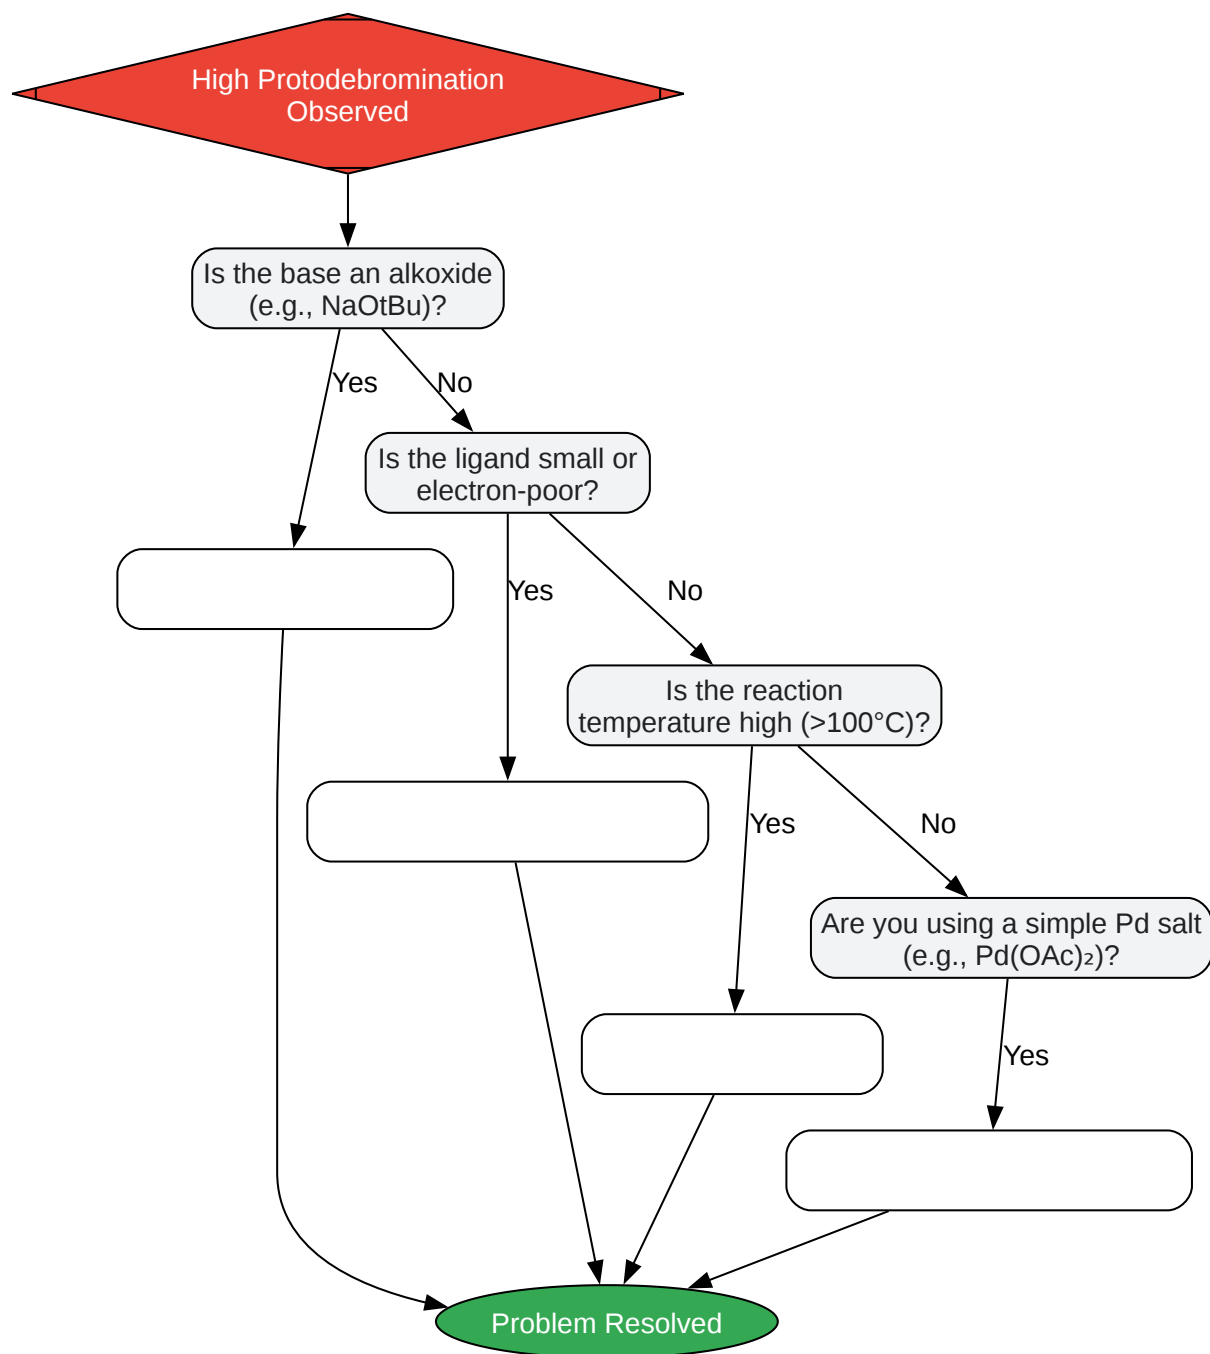 High Protodebromination
Observed
Is the base an alkoxide
(e.g., NaOtBu)?
Yes
No
Is the ligand small or
electron-poor?
Yes
No
Is the reaction
temperature high (>100°C)?
Yes
No
Are you using a simple Pd salt
(e.g., Pd(OAc)₂)?
Yes
Problem Resolved